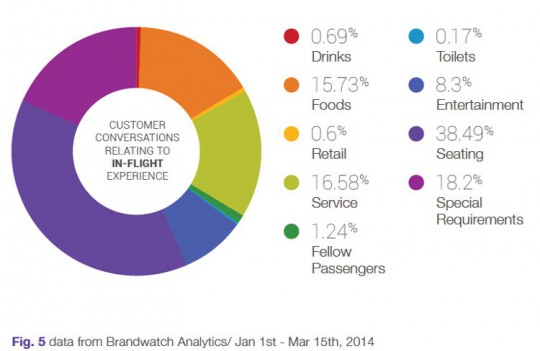 CUSTOMER
CONVERSATIONS
RELATING TO
IN-FLIGHT
EXPERIENCE
0.69%
Drinks
15.73%
Foods
0.6%
Retail
16.58%
Service
1.24%
Fellow
Passengers
0.17%
Toilets
8.3%
Entertainment
38.49%
Seating
18.2%
Special
Requirements
Fig. 5 data from Brandwatch Analytics/ Jan 1st - Mar 15th, 2014